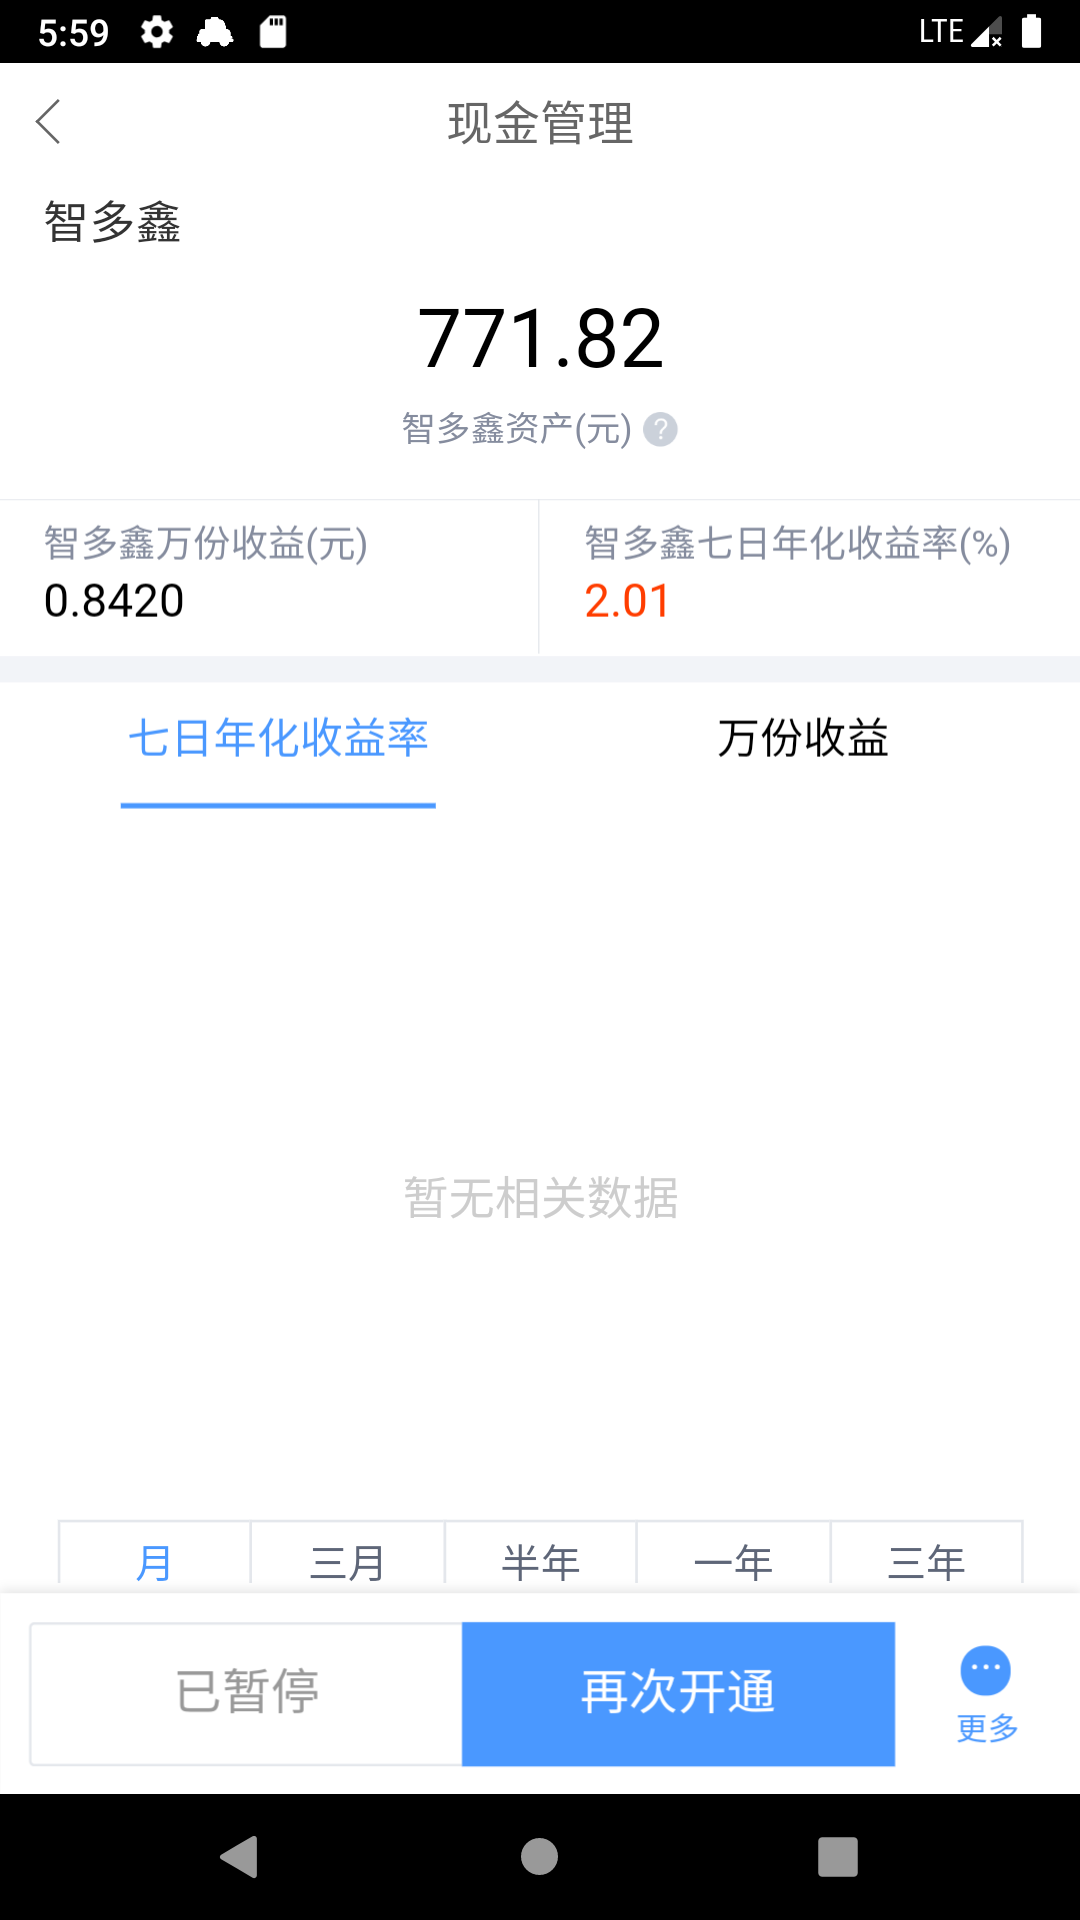 5:59 LTE
现金管理
智多鑫
771.82
智多鑫资产(元) ?
智多鑫万份收益(元) 智多鑫七日年化收益率(%)
0.8420 2.01
七日年化收益率 万份收益
暂无相关数据
月 三月 半年 一年 三年
已暂停 再次开通 更多